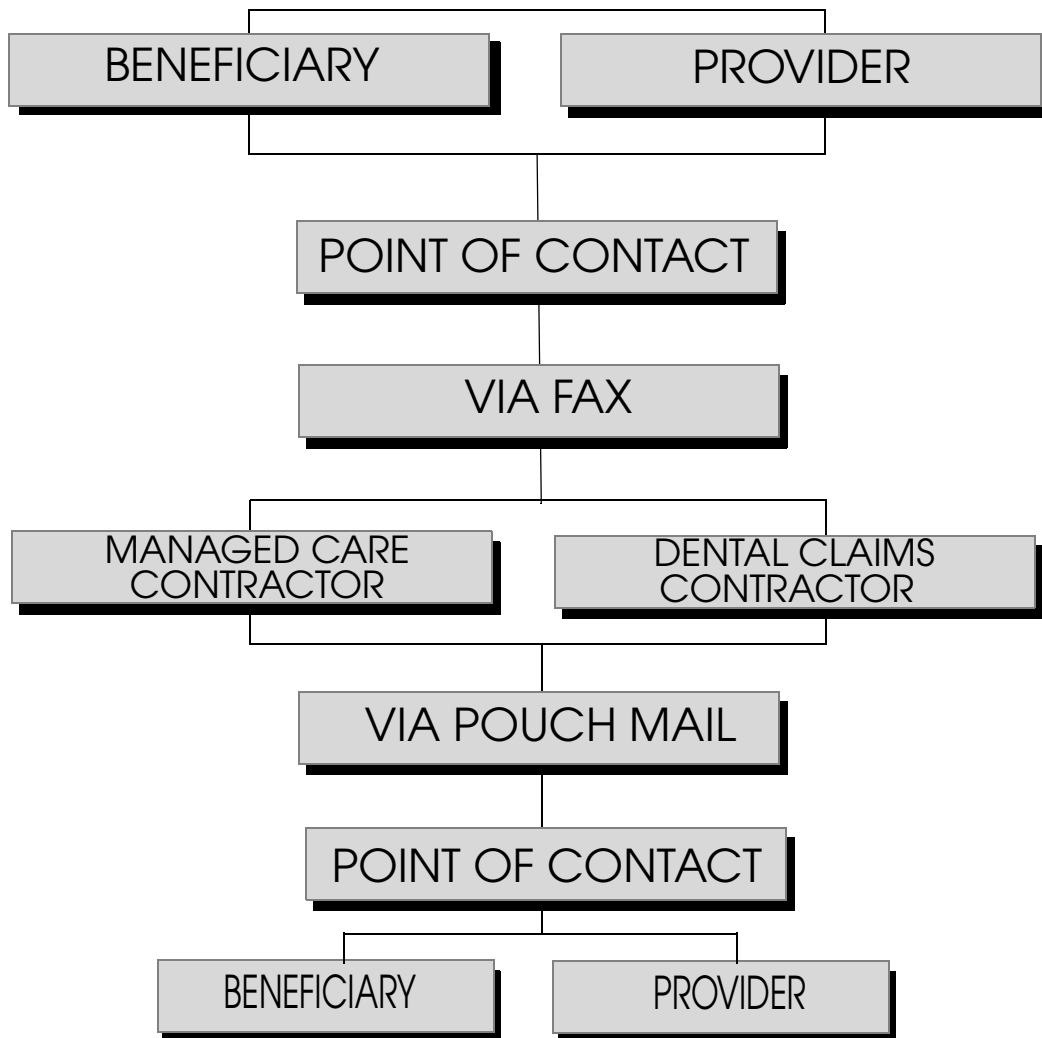 BENEFICIARY
PROVIDER
POINT OF CONTACT
VIA FAX
MANAGED CARE
CONTRACTOR
DENTAL CLAIMS
CONTRACTOR
VIA POUCH MAIL
POINT OF CONTACT
BENEFICIARY
PROVIDER